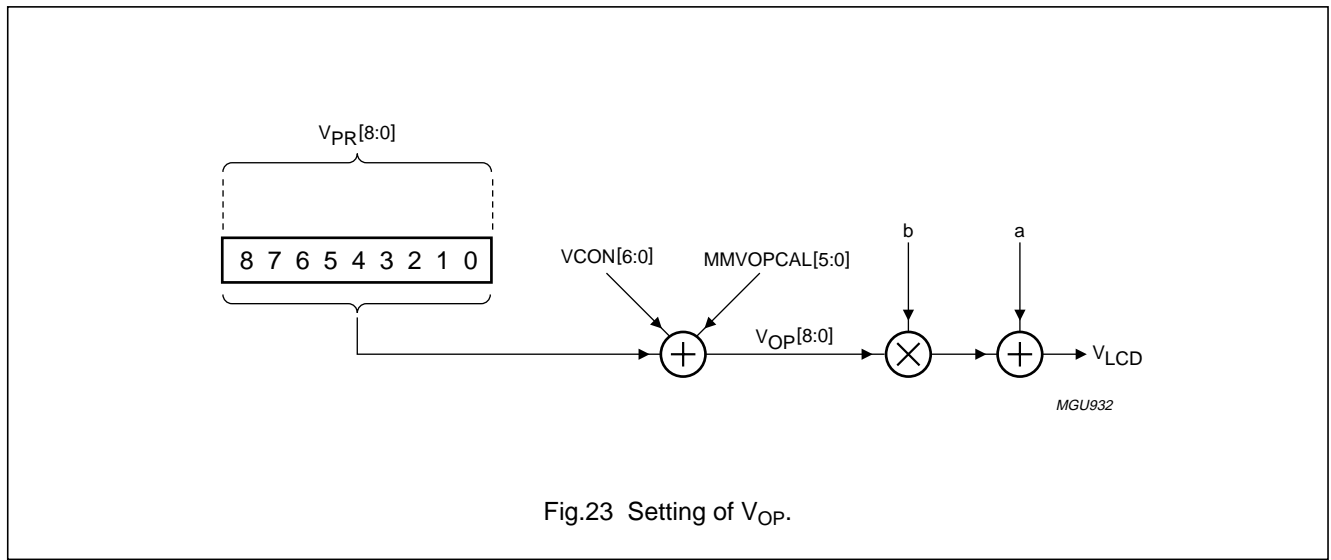 VPR[8:0]
8 7 6 5 4 3 2 1 0
VCON[6:0]
MMVOPCAL[5:0]
b
a
VOP[8:0]
VLCD
MGU932
Fig.23 Setting of VOP.